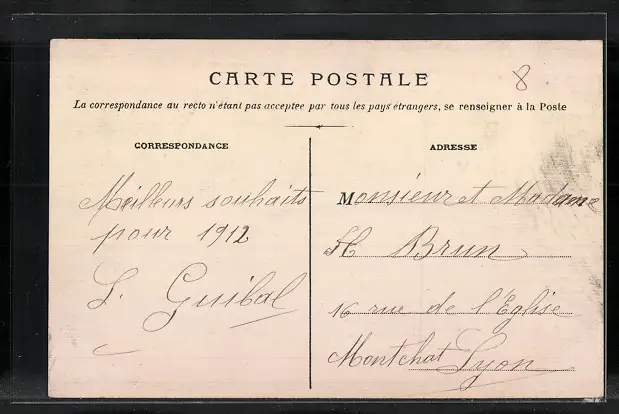 CARTE POSTALE
8
La correspondance au recto n'étant pas acceptée par tous les pays étrangers, se renseigner à la Poste
CORRESPONDANCE
Meilleurs souhaits
pour 1912
L. Guibal
ADRESSE
Monsieur et Madame
H Brun
16 rue de l'Eglise
Montchat Lyon